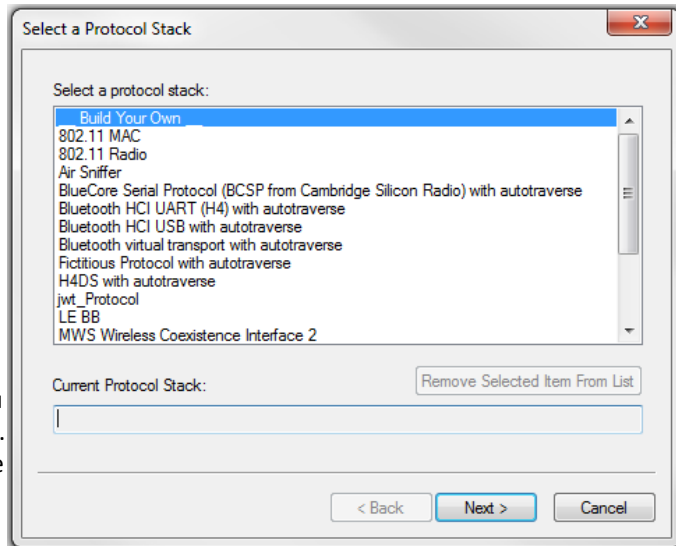 Select a Protocol Stack
X
Select a protocol stack:
__ Build Your Own __
802.11 MAC
802.11 Radio
Air Sniffer
BlueCore Serial Protocol (BCSP from Cambridge Silicon Radio) with autotraverse
Bluetooth HCI UART (H4) with autotraverse
Bluetooth HCI USB with autotraverse
Bluetooth virtual transport with autotraverse
Fictitious Protocol with autotraverse
H4DS with autotraverse
jwt_Protocol
LE BB
MWS Wireless Coexistence Interface 2
Current Protocol Stack:
Remove Selected Item From List
< Back
Next >
Cancel